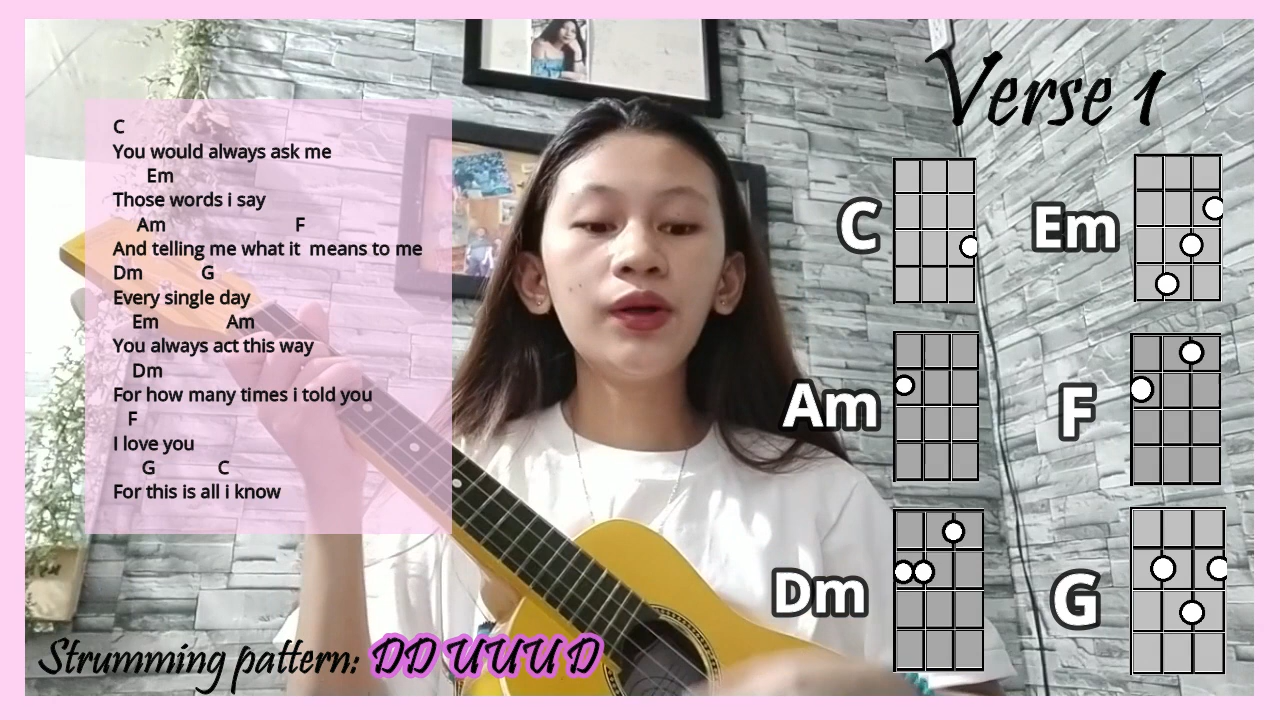 Verse 1
C
You would always ask me
Em
Those words i say
Am F
And telling me what it means to me
Dm G
Every single day
Em Am
You always act this way
Dm
For how many times i told you
F
I love you
G C
For this is all i know
C Em
Am F
Dm G
Strumming pattern: DD UUU D